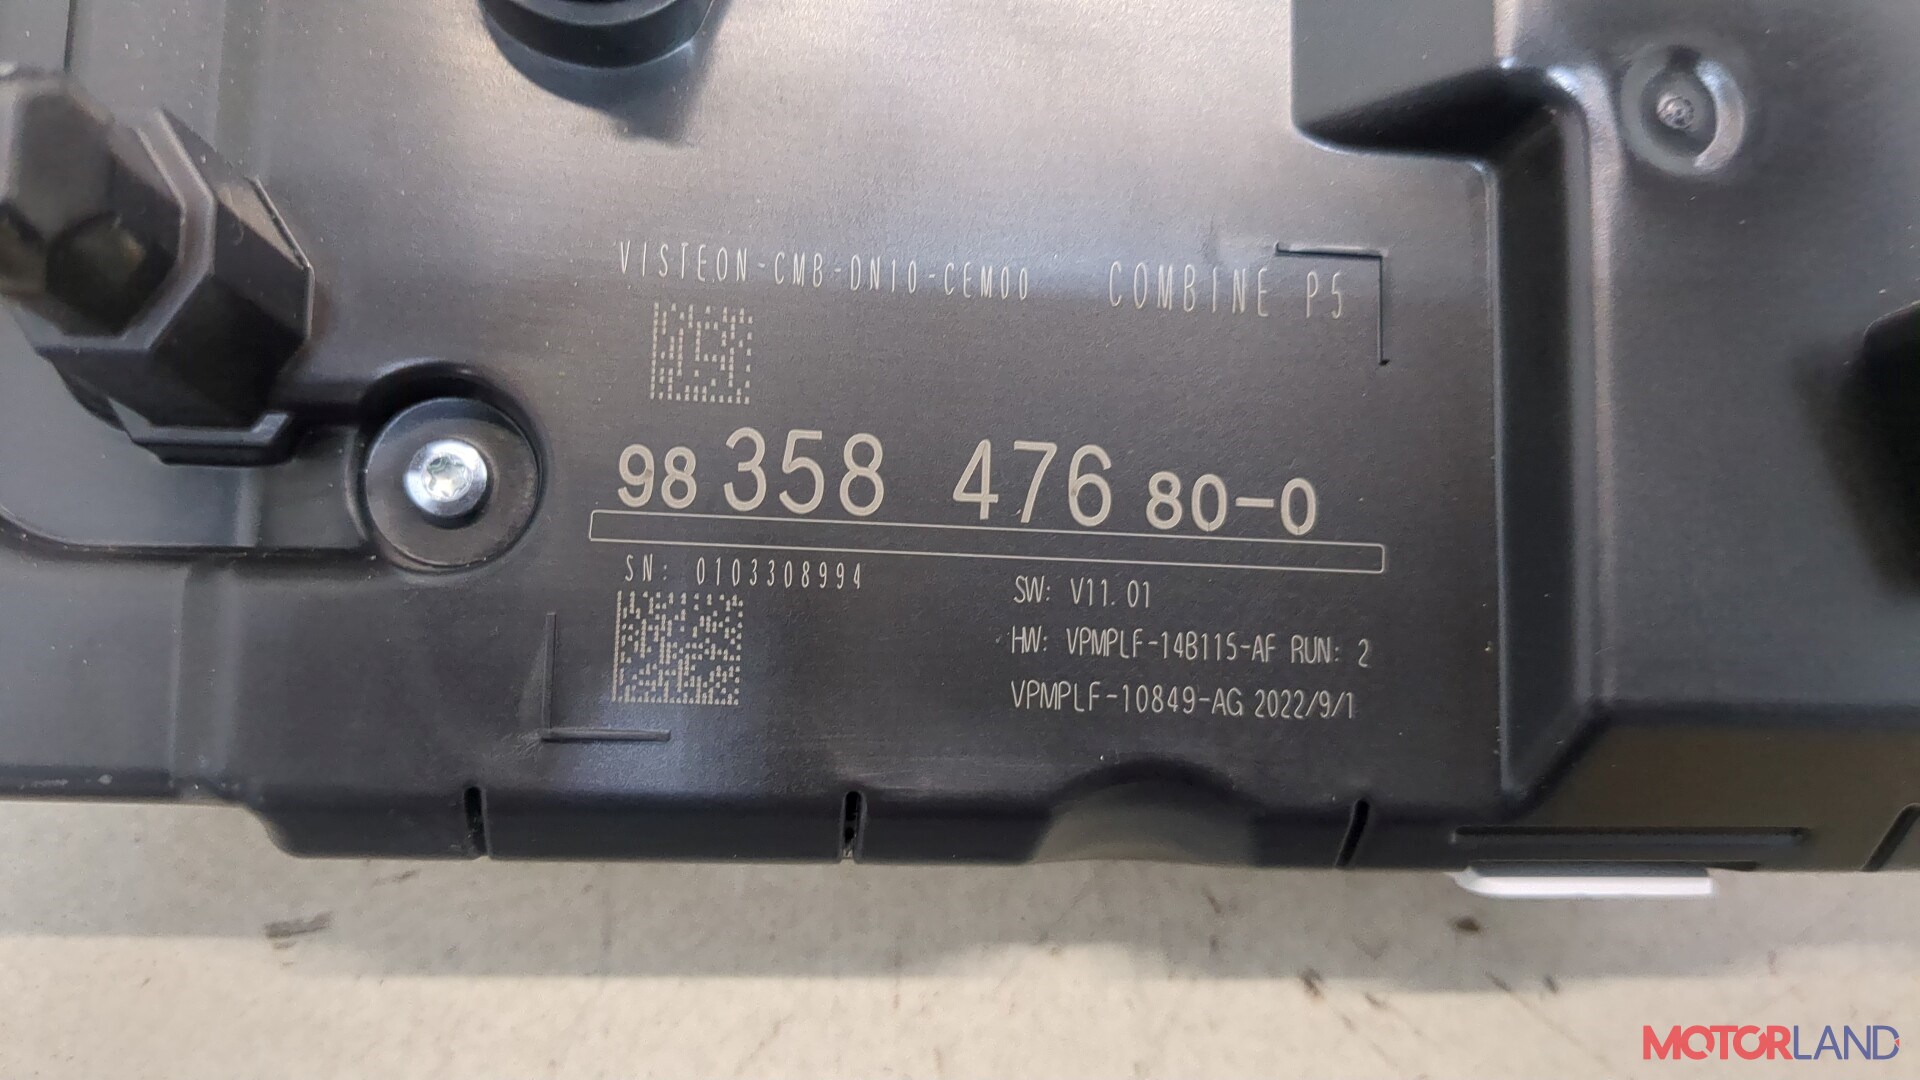 VISTEON-CMB-DN10-CEM00 COMBINE P5
98 358 476 80-0
SN: 0103308994
SW: V11.01
HW: VPMPLF-14B115-AF RUN: 2
VPMPLF-10849-AG 2022/9/1
MOTORLAND